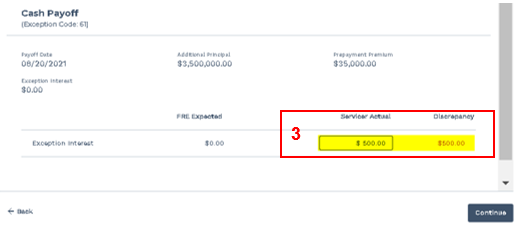 Cash Payoff
(Exception Code: 61)
Payoff Date Additional Principal Prepayment Premium
08/20/2021 $3,500,000.00 $35,000.00
Exception Interest
$0.00
FRE Expected Servicer Actual Discrepancy
3
Exception Interest $0.00 $ 500.00 $500.00
← Back Continue